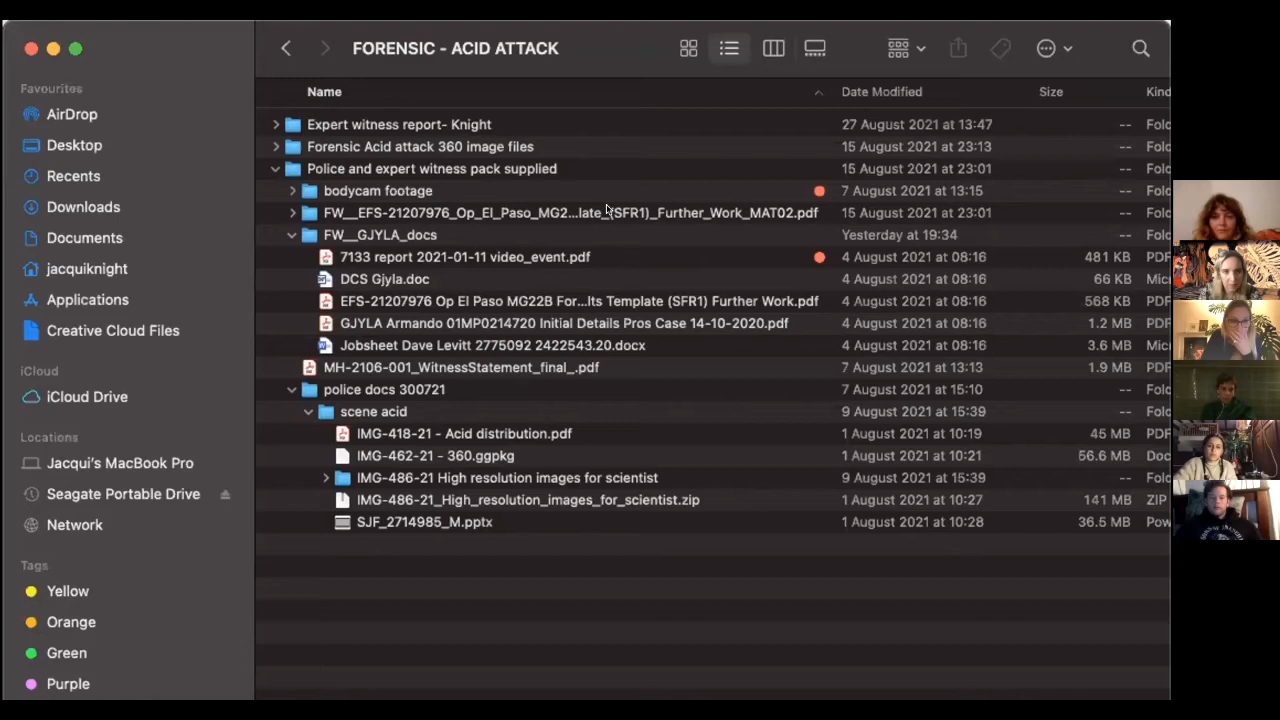 FORENSIC - ACID ATTACK
Favourites
AirDrop
Desktop
Recents
Downloads
Documents
jacquiknight
Applications
Creative Cloud Files
iCloud
iCloud Drive
Locations
Jacqui's MacBook Pro
Seagate Portable Drive
Network
Tags
Yellow
Orange
Green
Purple
Name Date Modified Size Kind
Expert witness report- Knight 27 August 2021 at 13:47 -- Fold
Forensic Acid attack 360 image files 15 August 2021 at 23:13 -- Fold
Police and expert witness pack supplied 15 August 2021 at 23:01 -- Fold
bodycam footage 7 August 2021 at 13:15 -- Fold
FW__EFS-21207976_Op_El_Paso_MG2...late_(SFR1)_Further_Work_MAT02.pdf 15 August 2021 at 23:01 -- Fold
FW__GJYLA_docs Yesterday at 19:34 -- Fold
7133 report 2021-01-11 video_event.pdf 4 August 2021 at 08:16 481 KB PDF
DCS Gjyla.doc 4 August 2021 at 08:16 66 KB Micr
EFS-21207976 Op El Paso MG22B For...lts Template (SFR1) Further Work.pdf 4 August 2021 at 08:16 568 KB PDF
GJYLA Armando 01MP0214720 Initial Details Pros Case 14-10-2020.pdf 4 August 2021 at 08:16 1.2 MB PDF
Jobsheet Dave Levitt 2775092 2422543.20.docx 4 August 2021 at 08:16 3.6 MB Micr
MH-2106-001_WitnessStatement_final_.pdf 7 August 2021 at 13:13 1.9 MB PDF
police docs 300721 7 August 2021 at 15:10 -- Fold
scene acid 9 August 2021 at 15:39 -- Fold
IMG-418-21 - Acid distribution.pdf 1 August 2021 at 10:19 45 MB PDF
IMG-462-21 - 360.ggpkg 1 August 2021 at 10:21 56.6 MB Doc
IMG-486-21 High resolution images for scientist 9 August 2021 at 15:39 -- Fold
IMG-486-21_High_resolution_images_for_scientist.zip 1 August 2021 at 10:27 141 MB ZIP
SJF_2714985_M.pptx 1 August 2021 at 10:28 36.5 MB Pow